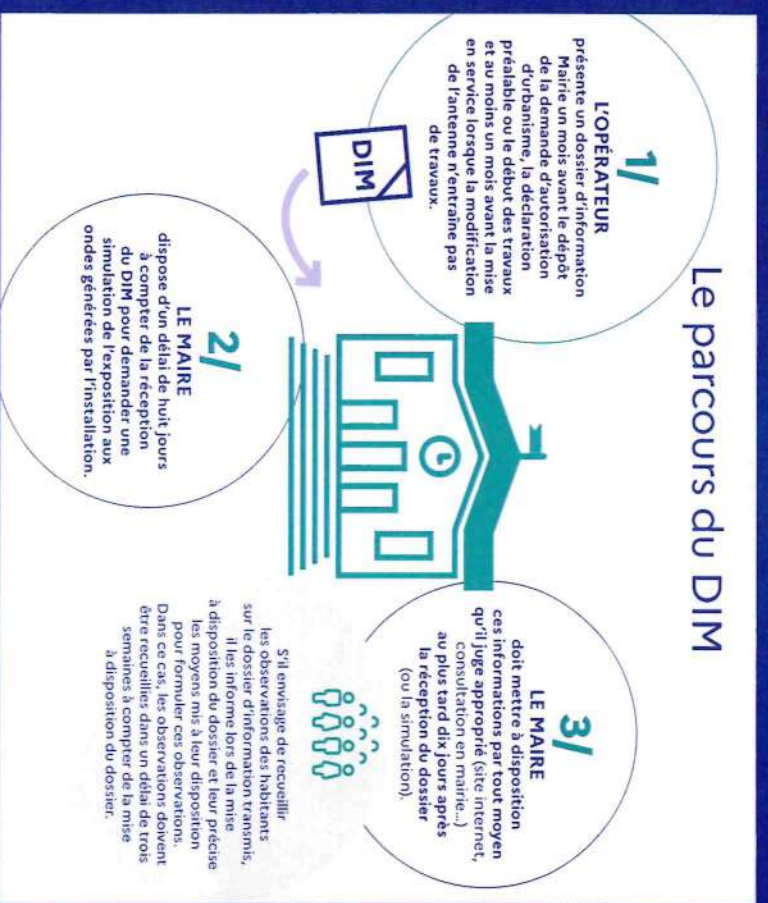 Le parcours du DIM
1/
L'OPÉRATEUR
présente un dossier d'information
Mairie un mois avant le dépôt
de la demande d'autorisation
d'urbanisme, la déclaration
préalable ou le début des travaux
et au moins un mois avant la mise
en service lorsque la modification
de l'antenne n'entraîne pas
de travaux.
DIM
2/
LE MAIRE
dispose d'un délai de huit jours
à compter de la réception
du DIM pour demander une
simulation de l'exposition aux
ondes générées par l'installation.
3/
LE MAIRE
doit mettre à disposition
ces informations par tout moyen
qu'il juge approprié (site internet,
consultation en mairie...)
au plus tard dix jours après
la réception du dossier
(ou la simulation).
S'il envisage de recueillir
les observations des habitants
sur le dossier d'information transmis,
il les informe lors de la mise
à disposition du dossier et leur précise
les moyens mis à leur disposition
pour formuler ces observations.
Dans ce cas, les observations doivent
être recueillies dans un délai de trois
semaines à compter de la mise
à disposition du dossier.